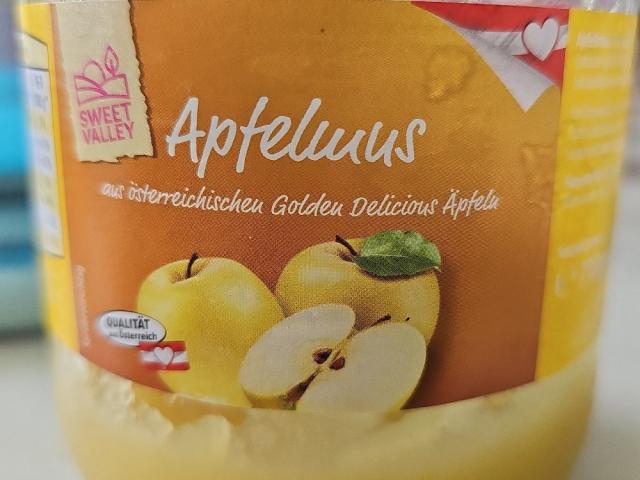 SWEET
VALLEY
Apfelmus
aus österreichischen Golden Delicious Äpfeln
QUALITÄT
aus Österreich